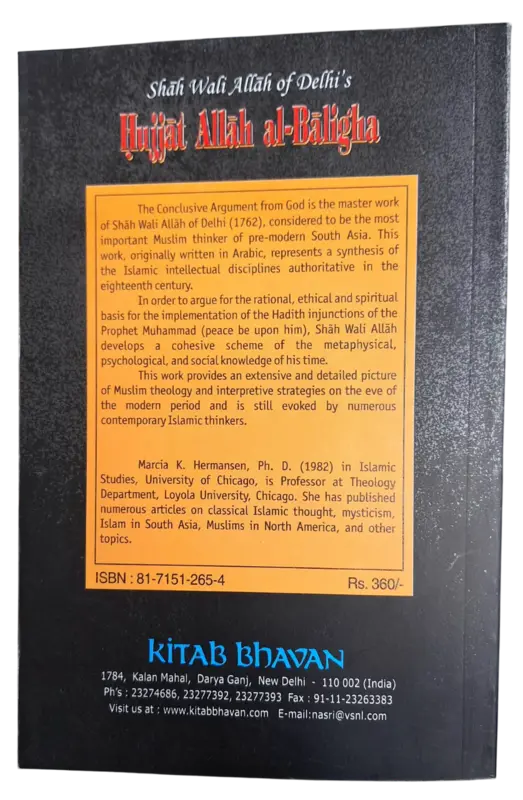 Shāh Wali Allāh of Delhi's
Ḥujjāt Allāh al-Bāligha
The Conclusive Argument from God is the master work
of Shāh Wali Allāh of Delhi (1762), considered to be the most
important Muslim thinker of pre-modern South Asia. This
work, originally written in Arabic, represents a synthesis of
the Islamic intellectual disciplines authoritative in the
eighteenth century.
In order to argue for the rational, ethical and spiritual
basis for the implementation of the Hadith injunctions of the
Prophet Muhammad (peace be upon him), Shāh Wali Allāh
develops a cohesive scheme of the metaphysical,
psychological, and social knowledge of his time.
This work provides an extensive and detailed picture
of Muslim theology and interpretive strategies on the eve of
the modern period and is still evoked by numerous
contemporary Islamic thinkers.
Marcia K. Hermansen, Ph. D. (1982) in Islamic
Studies, University of Chicago, is Professor at Theology
Department, Loyola University, Chicago. She has published
numerous articles on classical Islamic thought, mysticism,
Islam in South Asia, Muslims in North America, and other
topics.
ISBN : 81-7151-265-4 Rs. 360/-
KITAB BHAVAN
1784, Kalan Mahal, Darya Ganj, New Delhi - 110 002 (India)
Ph's : 23274686, 23277392, 23277393 Fax : 91-11-23263383
Visit us at : www.kitabbhavan.com E-mail:nasri@vsnl.com